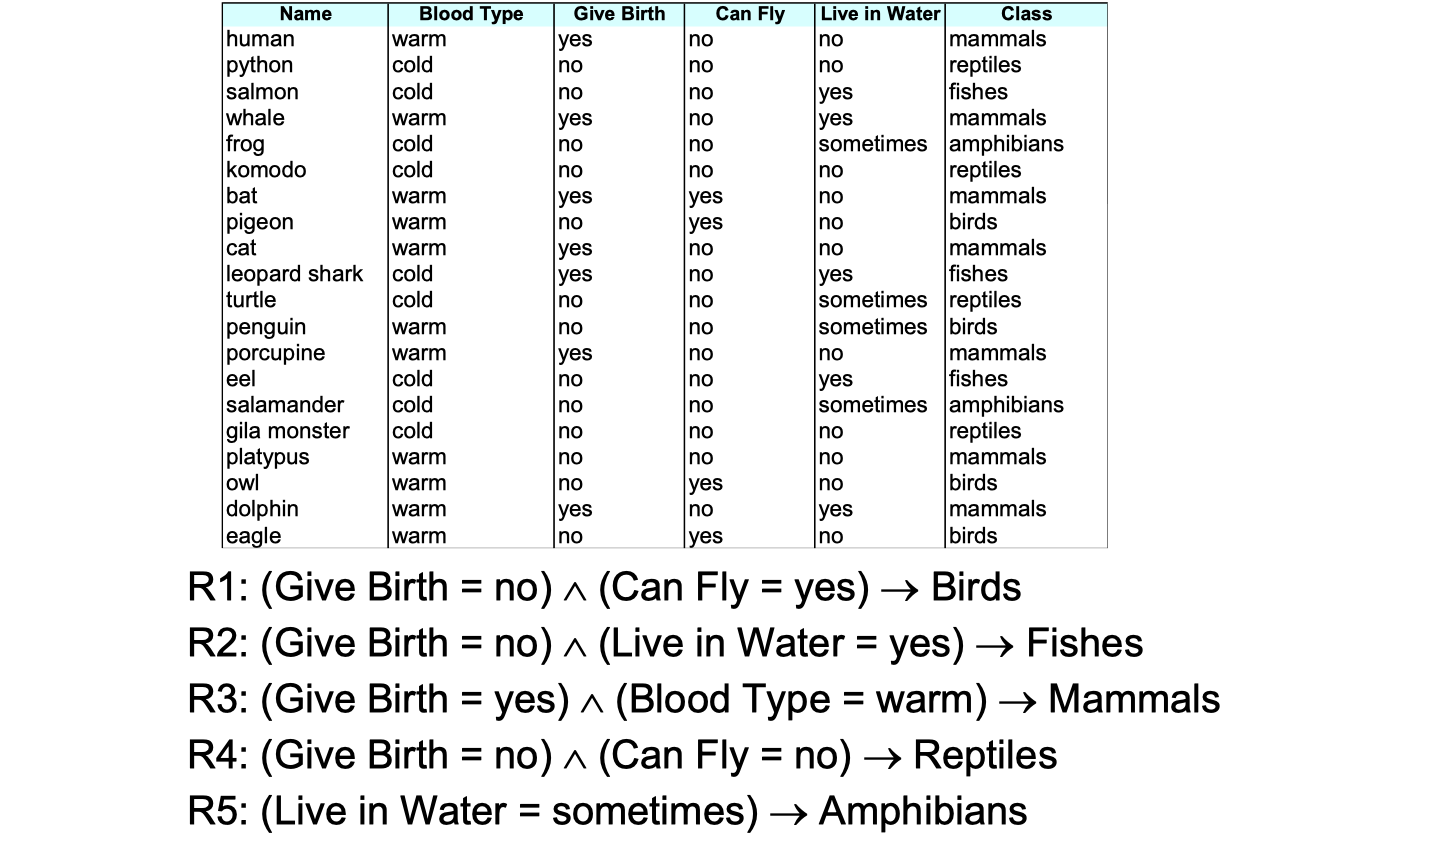 Name Blood Type Give Birth Can Fly Live in Water Class
human warm yes no no mammals
python cold no no no reptiles
salmon cold no no yes fishes
whale warm yes no yes mammals
frog cold no no sometimes amphibians
komodo cold no no no reptiles
bat warm yes yes no mammals
pigeon warm no yes no birds
cat warm yes no no mammals
leopard shark cold yes no yes fishes
turtle cold no no sometimes reptiles
penguin warm no no sometimes birds
porcupine warm yes no no mammals
eel cold no no yes fishes
salamander cold no no sometimes amphibians
gila monster cold no no no reptiles
platypus warm no no no mammals
owl warm no yes no birds
dolphin warm yes no yes mammals
eagle warm no yes no birds
R1: (Give Birth = no) ∧ (Can Fly = yes) → Birds
R2: (Give Birth = no) ∧ (Live in Water = yes) → Fishes
R3: (Give Birth = yes) ∧ (Blood Type = warm) → Mammals
R4: (Give Birth = no) ∧ (Can Fly = no) → Reptiles
R5: (Live in Water = sometimes) → Amphibians